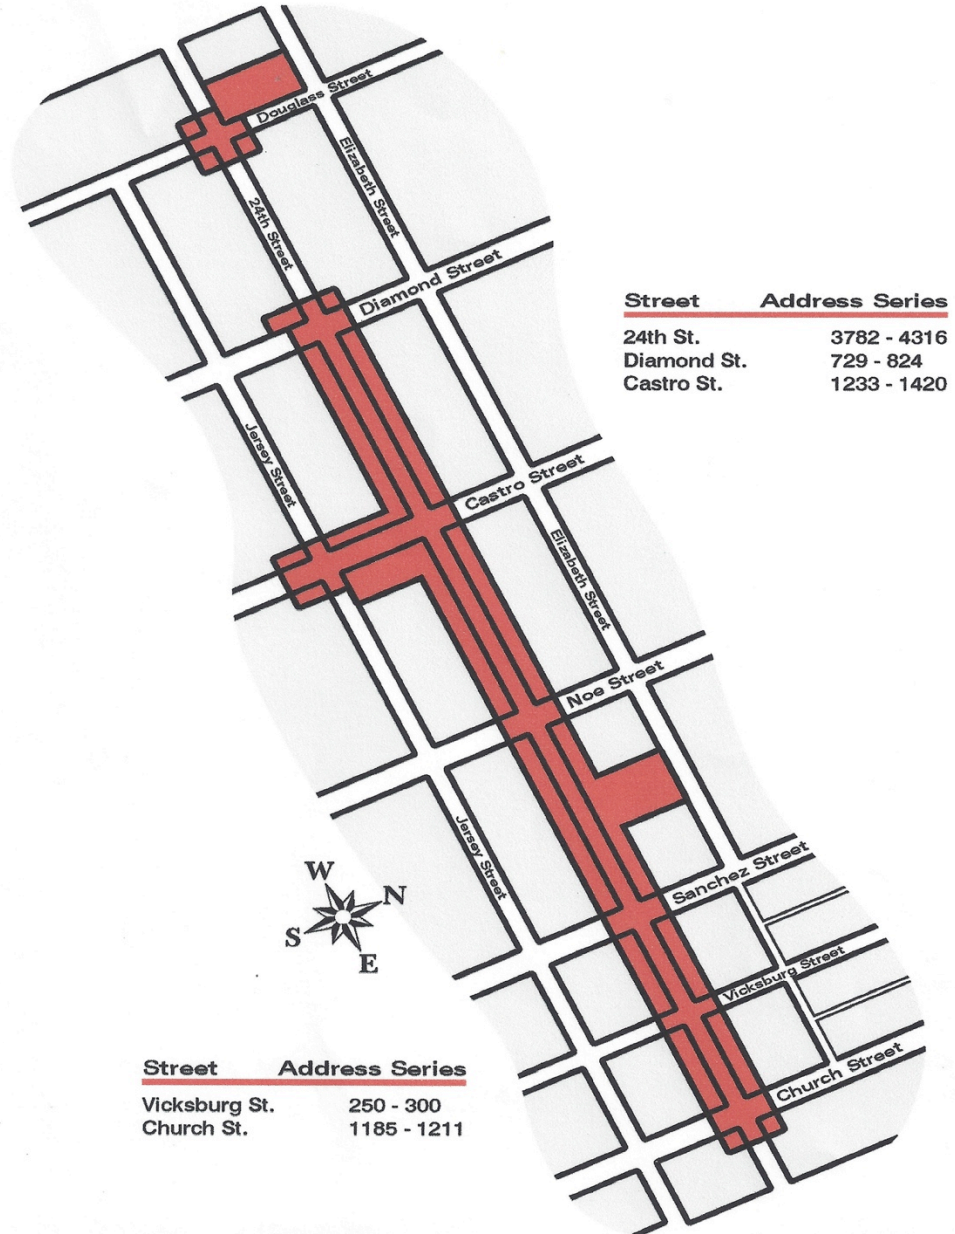 Douglass Street
Elizabeth Street
24th Street
Diamond Street
Street Address Series
24th St. 3782 - 4316
Diamond St. 729 - 824
Castro St. 1233 - 1420
Jersey Street
Castro Street
Elizabeth Street
Noe Street
Jersey Street
Sanchez Street
W
N
S
E
Vicksburg Street
Church Street
Street Address Series
Vicksburg St. 250 - 300
Church St. 1185 - 1211